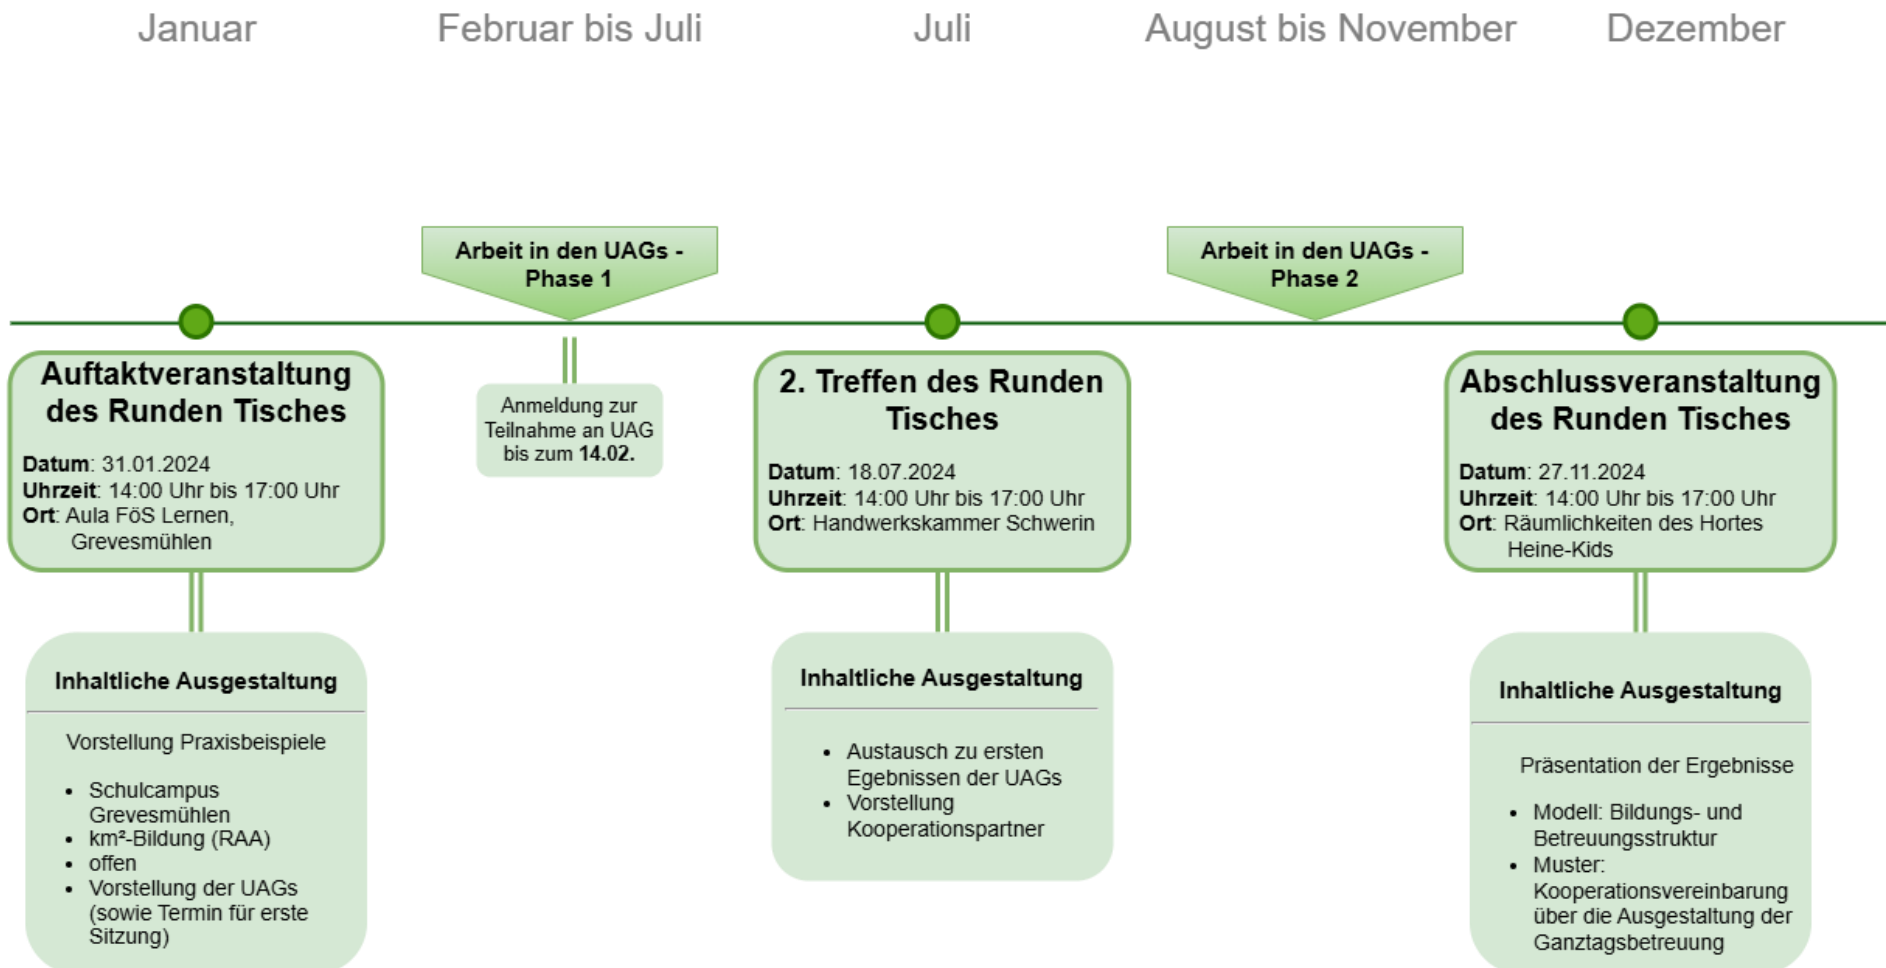 Januar
Februar bis Juli
Juli
August bis November
Dezember
Arbeit in den UAGs -
Phase 1
Arbeit in den UAGs -
Phase 2
Auftaktveranstaltung
des Runden Tisches
Datum: 31.01.2024
Uhrzeit: 14:00 Uhr bis 17:00 Uhr
Ort: Aula FöS Lernen,
Grevesmühlen
Anmeldung zur
Teilnahme an UAG
bis zum 14.02.
2. Treffen des Runden
Tisches
Datum: 18.07.2024
Uhrzeit: 14:00 Uhr bis 17:00 Uhr
Ort: Handwerkskammer Schwerin
Abschlussveranstaltung
des Runden Tisches
Datum: 27.11.2024
Uhrzeit: 14:00 Uhr bis 17:00 Uhr
Ort: Räumlichkeiten des Hortes
Heine-Kids
Inhaltliche Ausgestaltung
Vorstellung Praxisbeispiele
• Schulcampus
Grevesmühlen
• km²-Bildung (RAA)
• offen
• Vorstellung der UAGs
(sowie Termin für erste
Sitzung)
Inhaltliche Ausgestaltung
• Austausch zu ersten
Egebnissen der UAGs
• Vorstellung
Kooperationspartner
Inhaltliche Ausgestaltung
Präsentation der Ergebnisse
• Modell: Bildungs- und
Betreuungsstruktur
• Muster:
Kooperationsvereinbarung
über die Ausgestaltung der
Ganztagsbetreuung